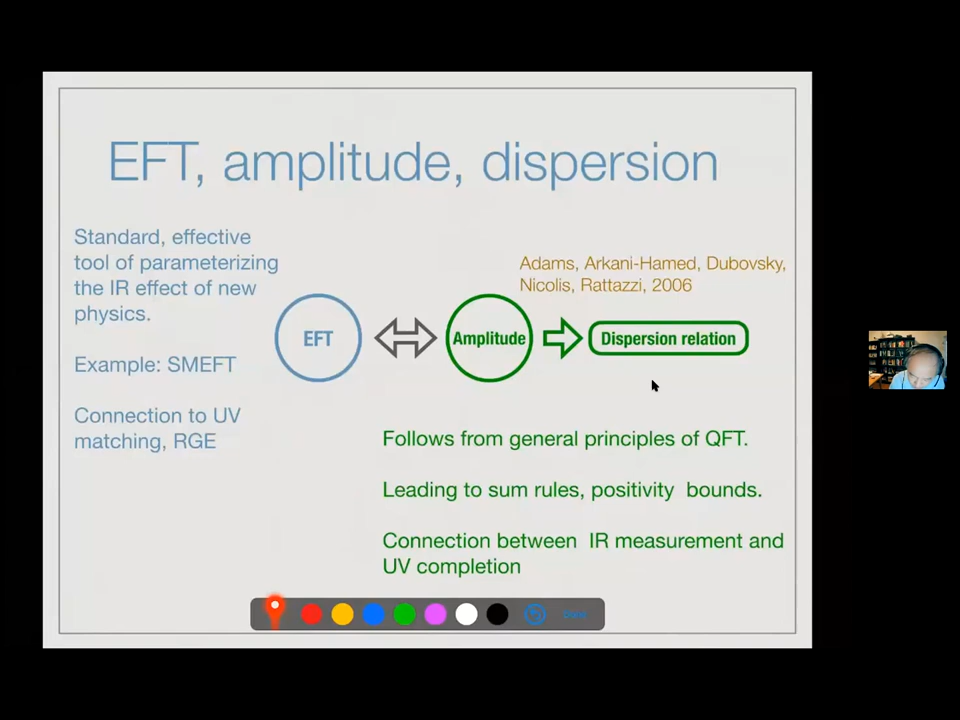 EFT, amplitude, dispersion
Standard, effective
tool of parameterizing
the IR effect of new
physics.
Example: SMEFT
Connection to UV
matching, RGE
Adams, Arkani-Hamed, Dubovsky,
Nicolis, Rattazzi, 2006
EFT
Amplitude
Dispersion relation
Follows from general principles of QFT.
Leading to sum rules, positivity bounds.
Connection between IR measurement and
UV completion